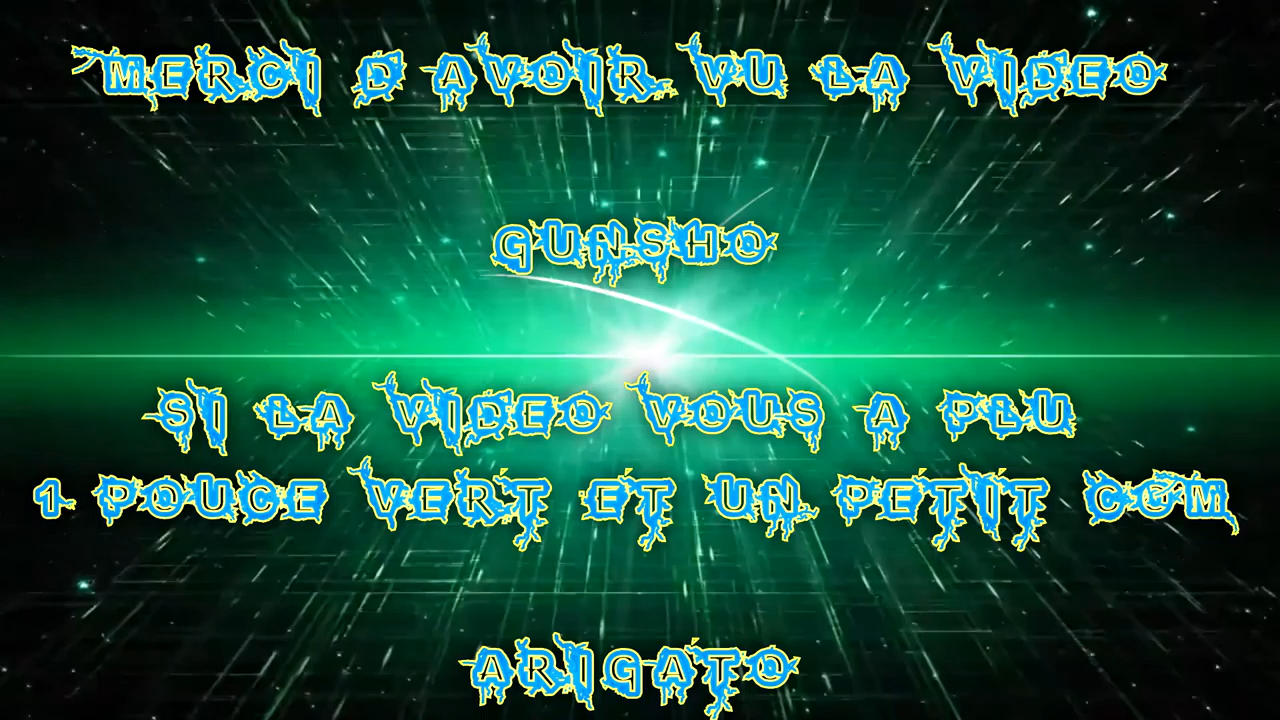 MERCI D AVOIR VU LA VIDEO
GUNSHO
SI LA VIDEO VOUS A PLU
1 POUCE VERT ET UN PETIT COM
ARIGATO